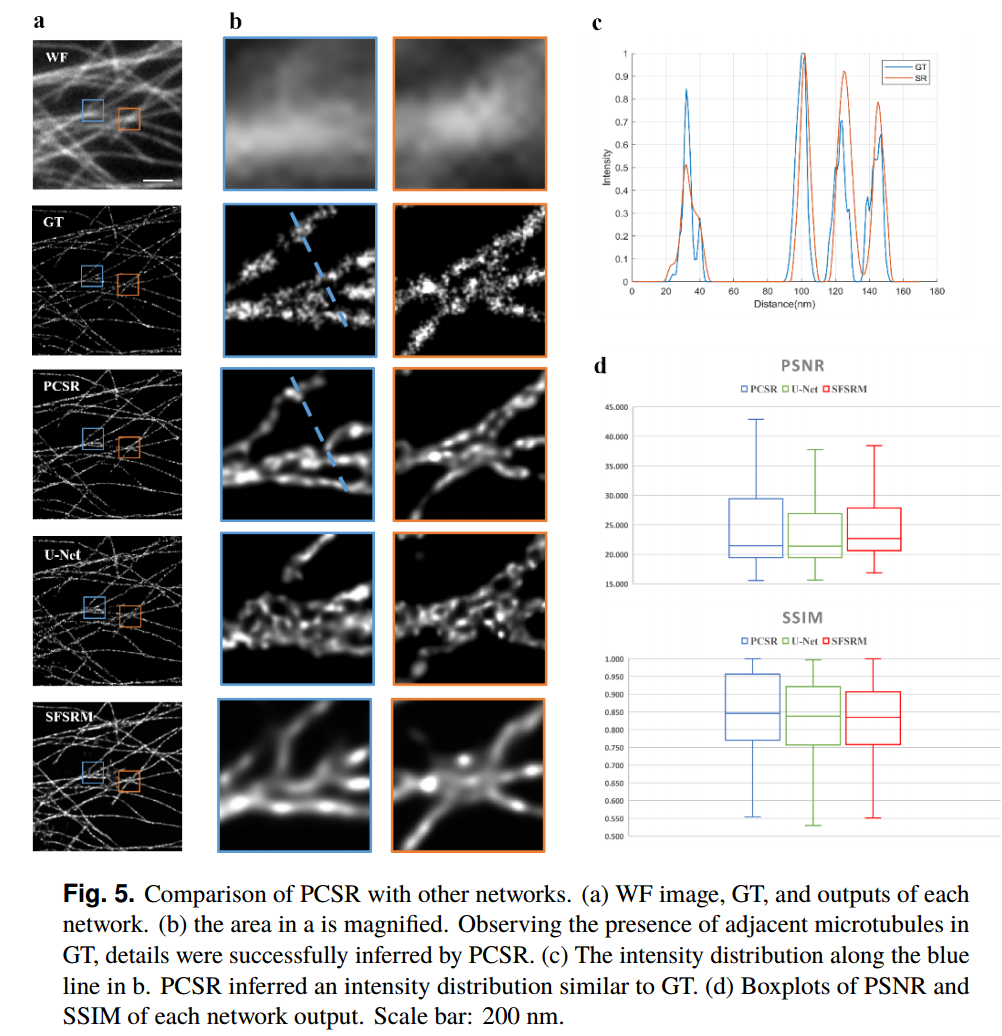 a
b
c
WF
GT
PCSR
U-Net
SFSRM
1
0.9
0.8
0.7
0.6
0.5
0.4
0.3
0.2
0.1
0
Intensity
GT
SR
0 20 40 60 80 100 120 140 160 180
Distance(nm)
d
PSNR
PCSR U-Net SFSRM
45.000
40.000
35.000
30.000
25.000
20.000
15.000
SSIM
PCSR U-Net SFSRM
1.000
0.950
0.900
0.850
0.800
0.750
0.700
0.650
0.600
0.550
0.500
Fig. 5. Comparison of PCSR with other networks. (a) WF image, GT, and outputs of each
network. (b) the area in a is magnified. Observing the presence of adjacent microtubules in
GT, details were successfully inferred by PCSR. (c) The intensity distribution along the blue
line in b. PCSR inferred an intensity distribution similar to GT. (d) Boxplots of PSNR and
SSIM of each network output. Scale bar: 200 nm.